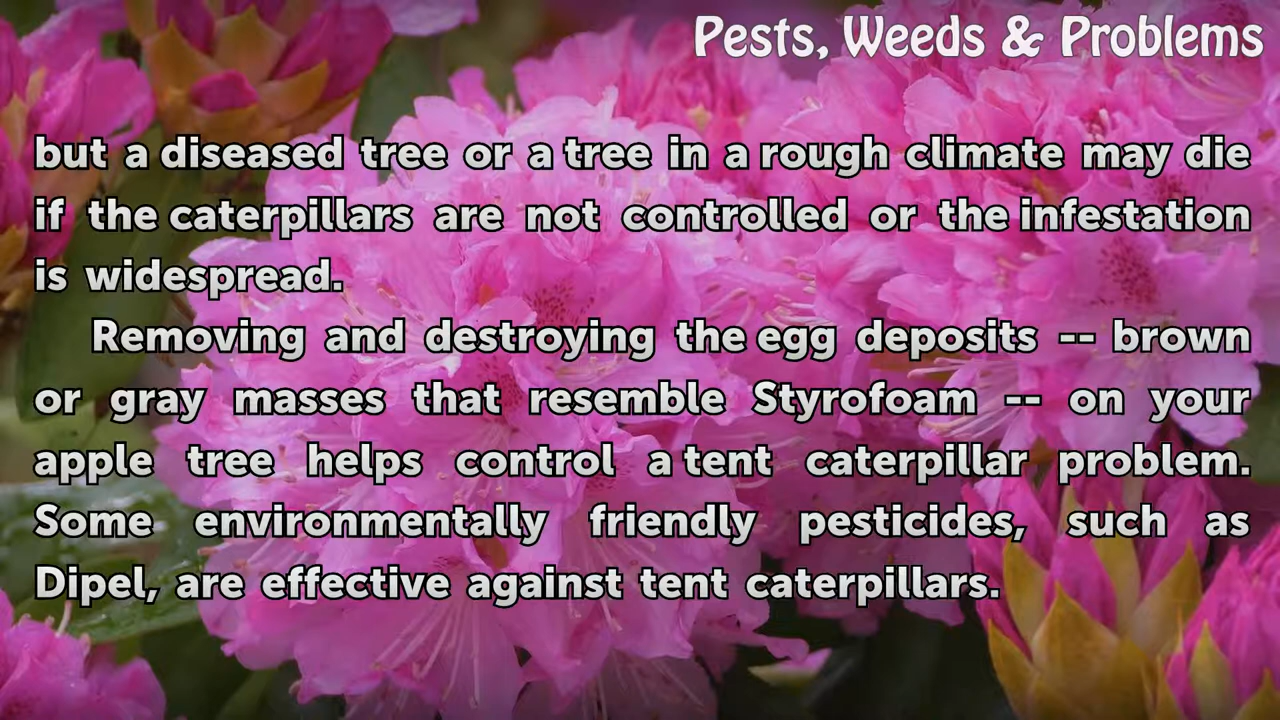 Pests, Weeds & Problems
but a diseased tree or a tree in a rough climate may die
if the caterpillars are not controlled or the infestation
is widespread.
Removing and destroying the egg deposits -- brown
or gray masses that resemble Styrofoam -- on your
apple tree helps control a tent caterpillar problem.
Some environmentally friendly pesticides, such as
Dipel, are effective against tent caterpillars.